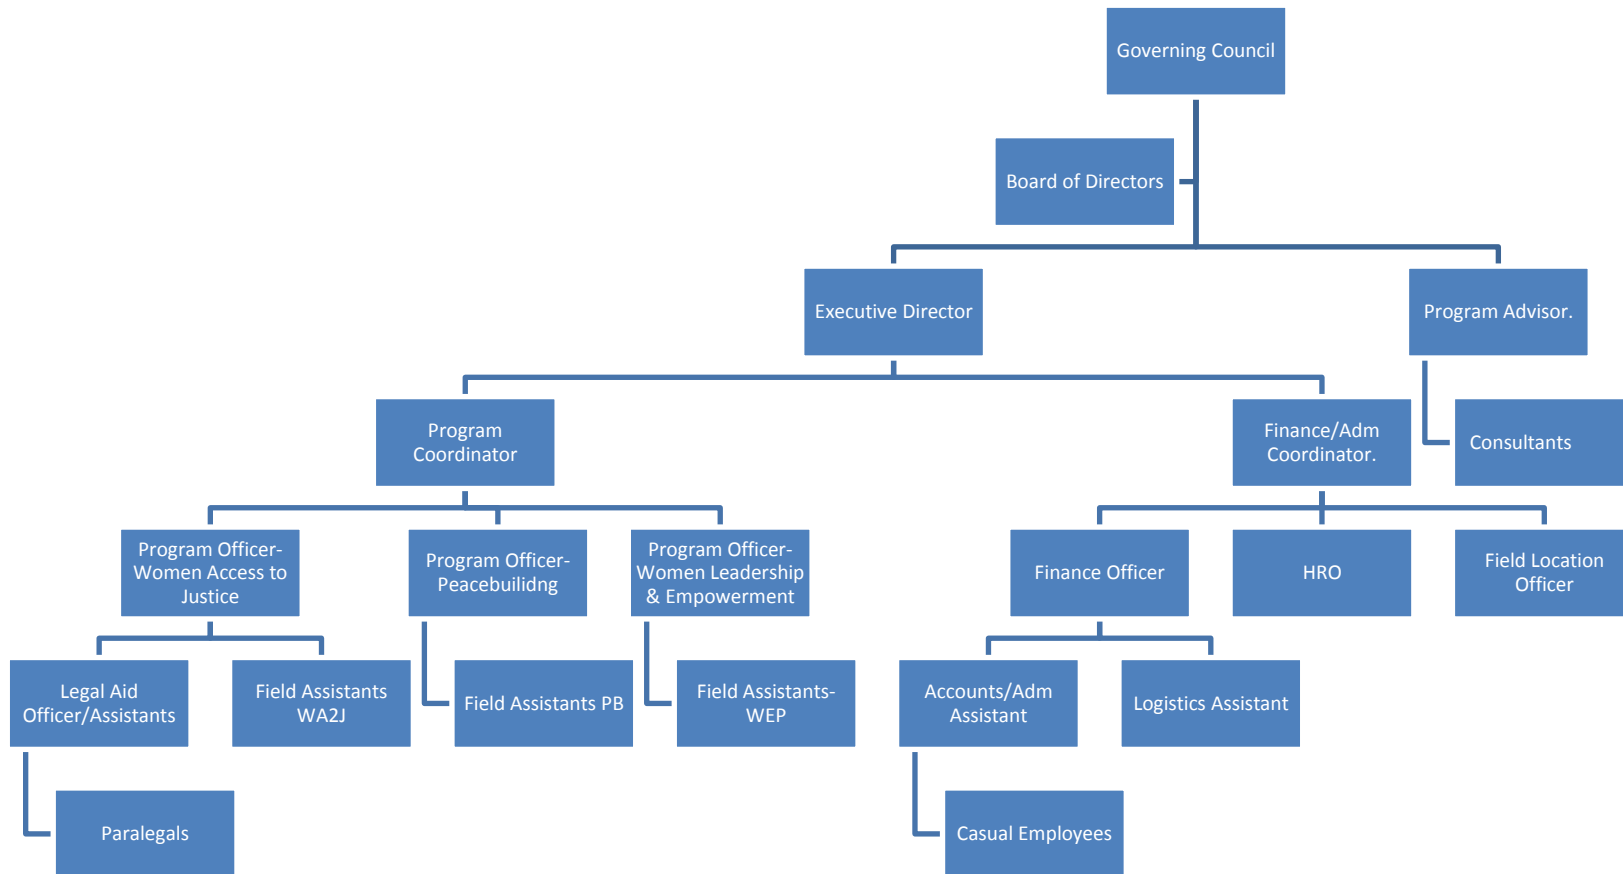 Governing Council
Board of Directors
Executive Director
Program Advisor.
Program
Coordinator
Finance/Adm
Coordinator.
Consultants
Program Officer-
Women Access to
Justice
Program Officer-
Peacebuildng
Program Officer-
Women Leadership
& Empowerment
Finance Officer
HRO
Field Location
Officer
Legal Aid
Officer/Assistants
Field Assistants
WA2J
Field Assistants PB
Field Assistants-
WEP
Accounts/Adm
Assistant
Logistics Assistant
Paralegals
Casual Employees